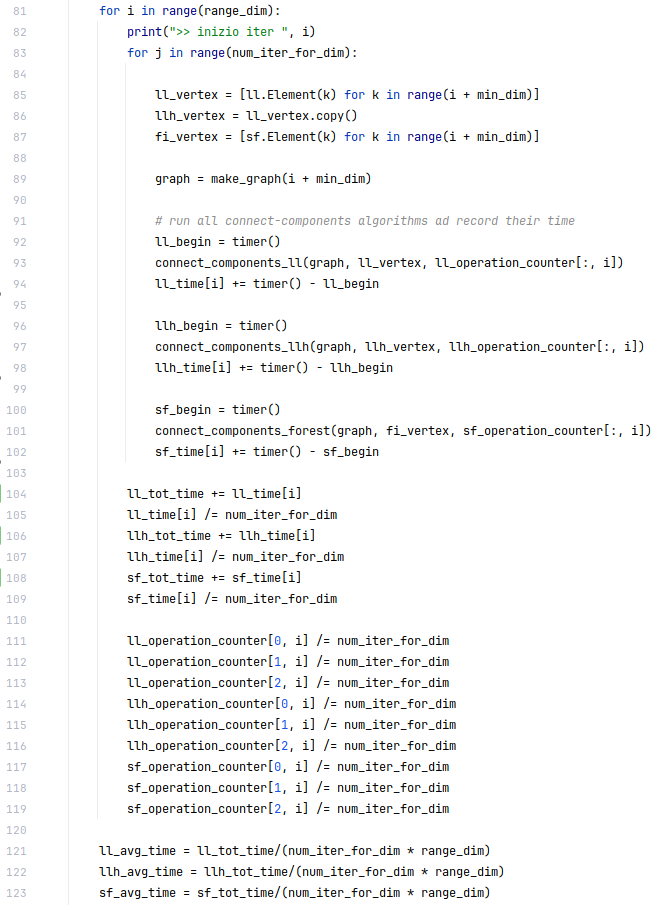 81 for i in range(range_dim):
82 print(">> inizio iter ", i)
83 for j in range(num_iter_for_dim):
84
85 ll_vertex = [ll.Element(k) for k in range(i + min_dim)]
86 llh_vertex = ll_vertex.copy()
87 fi_vertex = [sf.Element(k) for k in range(i + min_dim)]
88
89 graph = make_graph(i + min_dim)
90
91 # run all connect-components algorithms ad record their time
92 ll_begin = timer()
93 connect_components_ll(graph, ll_vertex, ll_operation_counter[:, i])
94 ll_time[i] += timer() - ll_begin
95
96 llh_begin = timer()
97 connect_components_llh(graph, llh_vertex, llh_operation_counter[:, i])
98 llh_time[i] += timer() - llh_begin
99
100 sf_begin = timer()
101 connect_components_forest(graph, fi_vertex, sf_operation_counter[:, i])
102 sf_time[i] += timer() - sf_begin
103
104 ll_tot_time += ll_time[i]
105 ll_time[i] /= num_iter_for_dim
106 llh_tot_time += llh_time[i]
107 llh_time[i] /= num_iter_for_dim
108 sf_tot_time += sf_time[i]
109 sf_time[i] /= num_iter_for_dim
110
111 ll_operation_counter[0, i] /= num_iter_for_dim
112 ll_operation_counter[1, i] /= num_iter_for_dim
113 ll_operation_counter[2, i] /= num_iter_for_dim
114 llh_operation_counter[0, i] /= num_iter_for_dim
115 llh_operation_counter[1, i] /= num_iter_for_dim
116 llh_operation_counter[2, i] /= num_iter_for_dim
117 sf_operation_counter[0, i] /= num_iter_for_dim
118 sf_operation_counter[1, i] /= num_iter_for_dim
119 sf_operation_counter[2, i] /= num_iter_for_dim
120
121 ll_avg_time = ll_tot_time/(num_iter_for_dim * range_dim)
122 llh_avg_time = llh_tot_time/(num_iter_for_dim * range_dim)
123 sf_avg_time = sf_tot_time/(num_iter_for_dim * range_dim)